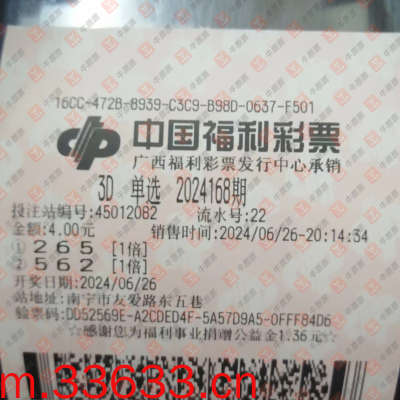 16CC-472B-B939-C3C9-B98D-0637-F501
中国福利彩票
广西福利彩票发行中心承销
3D 单选 2024168期
投注站编号:45012082 流水号:22
金额:4.00元 销售时间:2024/06/26-20:14:34
①265[1倍]
②562[1倍]
开奖日期:2024/06/26
站地址:南宁市友爱路东五巷
验票码:DD52569E-A2CDED4F-5A57D9A5-0FFF84D6
☆感谢您为福利事业捐赠公益金1.36元☆
m.33633.cn